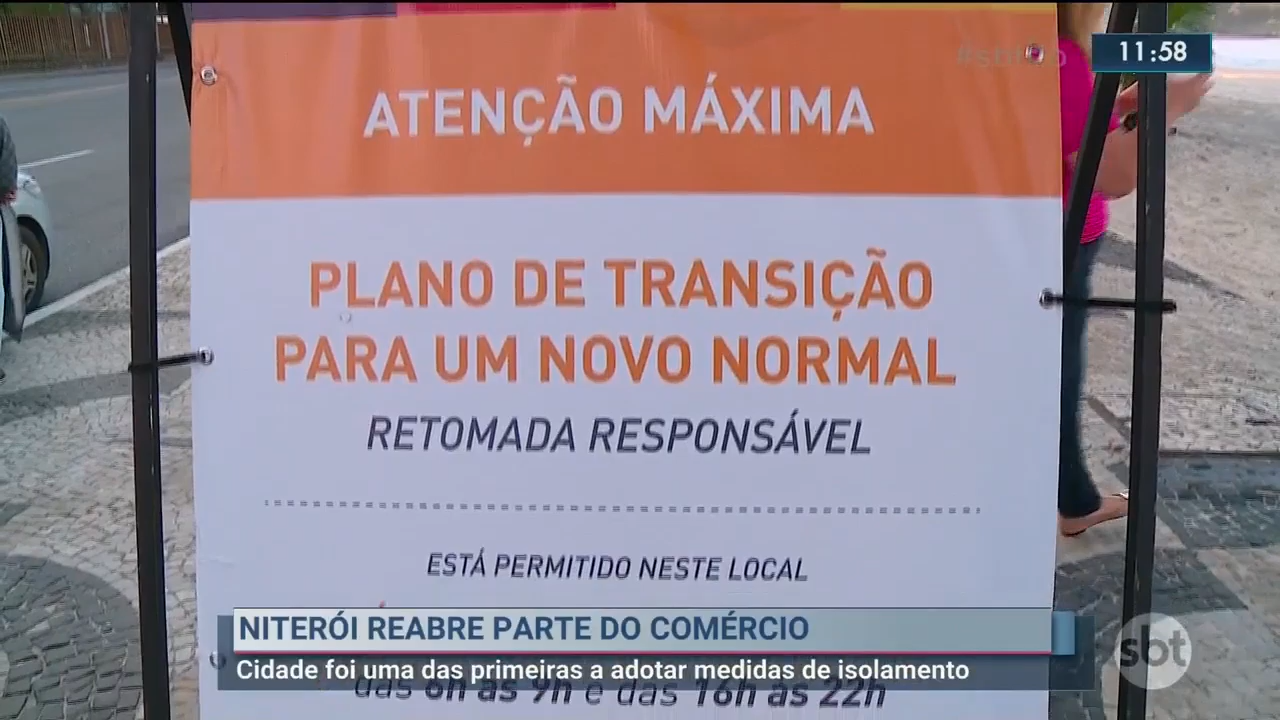 11:58
ATENÇÃO MÁXIMA
PLANO DE TRANSIÇÃO
PARA UM NOVO NORMAL
RETOMADA RESPONSÁVEL
ESTÁ PERMITIDO NESTE LOCAL
NITERÓI REABRE PARTE DO COMÉRCIO
Cidade foi uma das primeiras a adotar medidas de isolamento
sbt
das 6h às 9h e das 16h às 22h